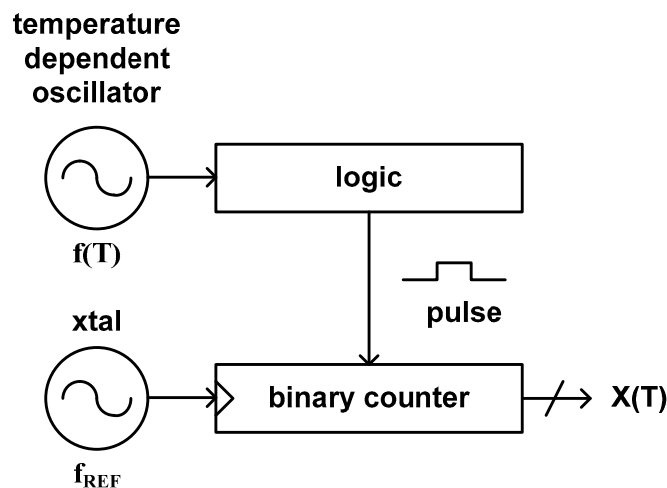 temperature
dependent
oscillator
logic
f(T)
pulse
xtal
binary counter
X(T)
fREF